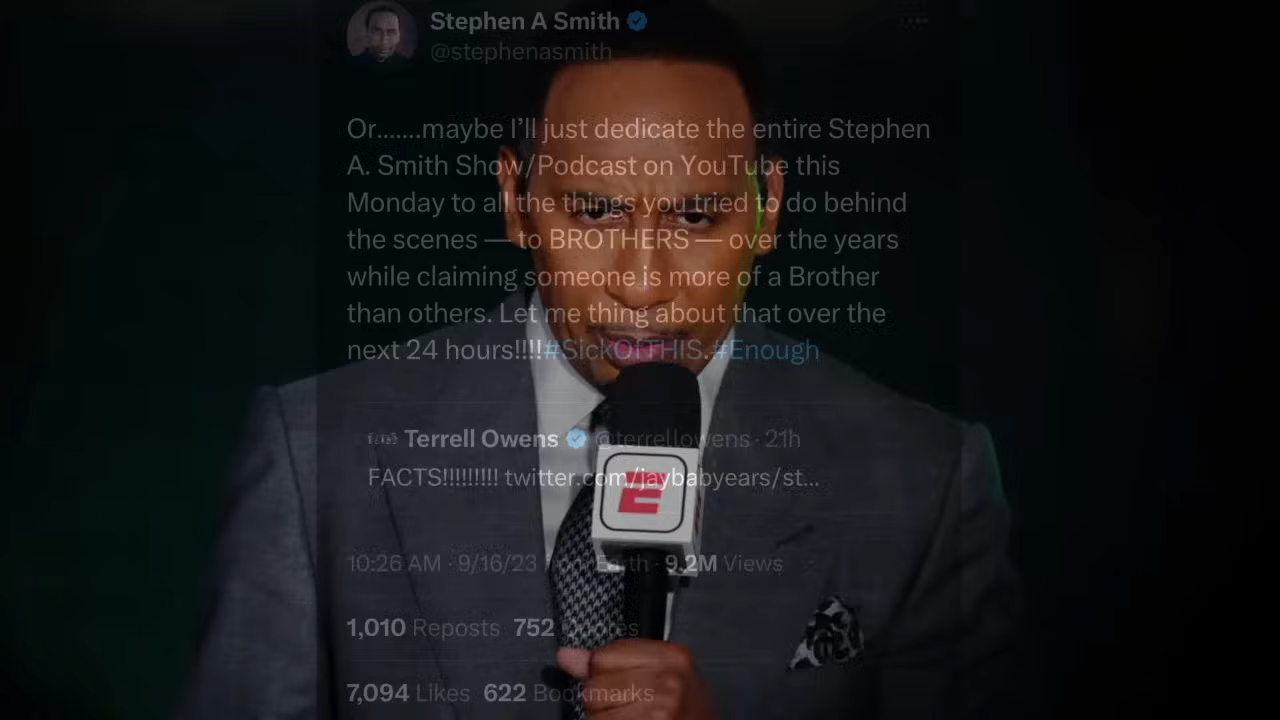 Stephen A Smith
@stephenasmith
Or.......maybe I'll just dedicate the entire Stephen
A. Smith Show/Podcast on YouTube this
Monday to all the things you tried to do behind
the scenes — to BROTHERS — over the years
while claiming someone is more of a Brother
than others. Let me thing about that over the
next 24 hours!!!!#SickOfTHIS.#Enough
Terrell Owens @terrellowens · 21h
FACTS!!!!!!!!! twitter.com/jaybabyears/st...
10:26 AM · 9/16/23 Earth · 9.2M Views
1,010 Reposts 752
7,094 Likes 622 Bookmarks